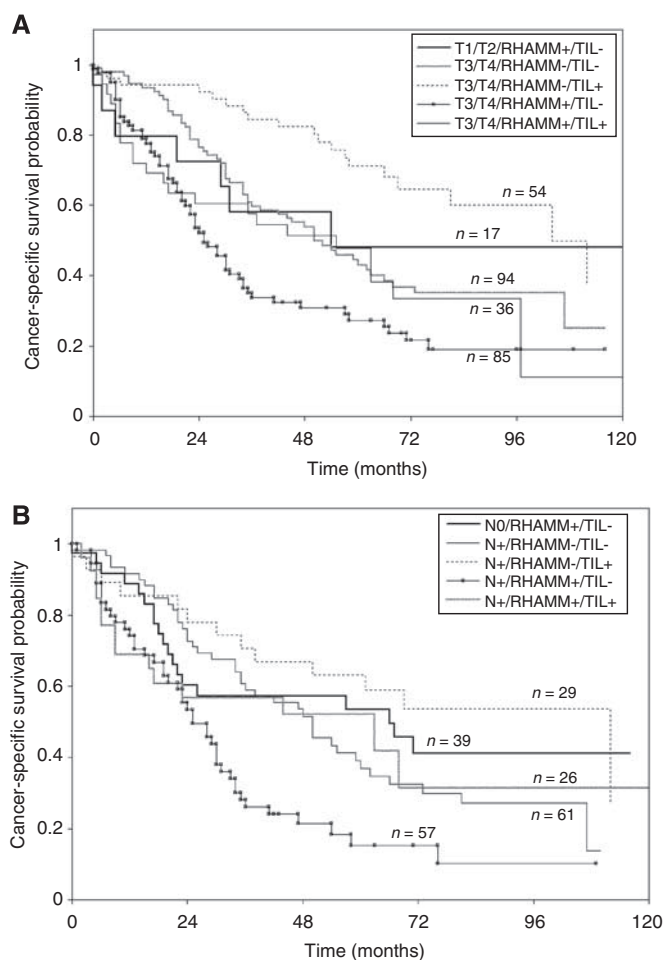 A
T1/T2/RHAMM+/TIL-
T3/T4/RHAMM-/TIL-
T3/T4/RHAMM-/TIL+
T3/T4/RHAMM+/TIL-
T3/T4/RHAMM+/TIL+
Cancer-specific survival probability
1
0.8
0.6
0.4
0.2
0
n = 54
n = 17
n = 94
n = 36
n = 85
0 24 48 72 96 120
Time (months)
B
N0/RHAMM+/TIL-
N+/RHAMM-/TIL-
N+/RHAMM-/TIL+
N+/RHAMM+/TIL-
N+/RHAMM+/TIL+
Cancer-specific survival probability
1
0.8
0.6
0.4
0.2
0
n = 29
n = 39
n = 26
n = 61
n = 57
0 24 48 72 96 120
Time (months)